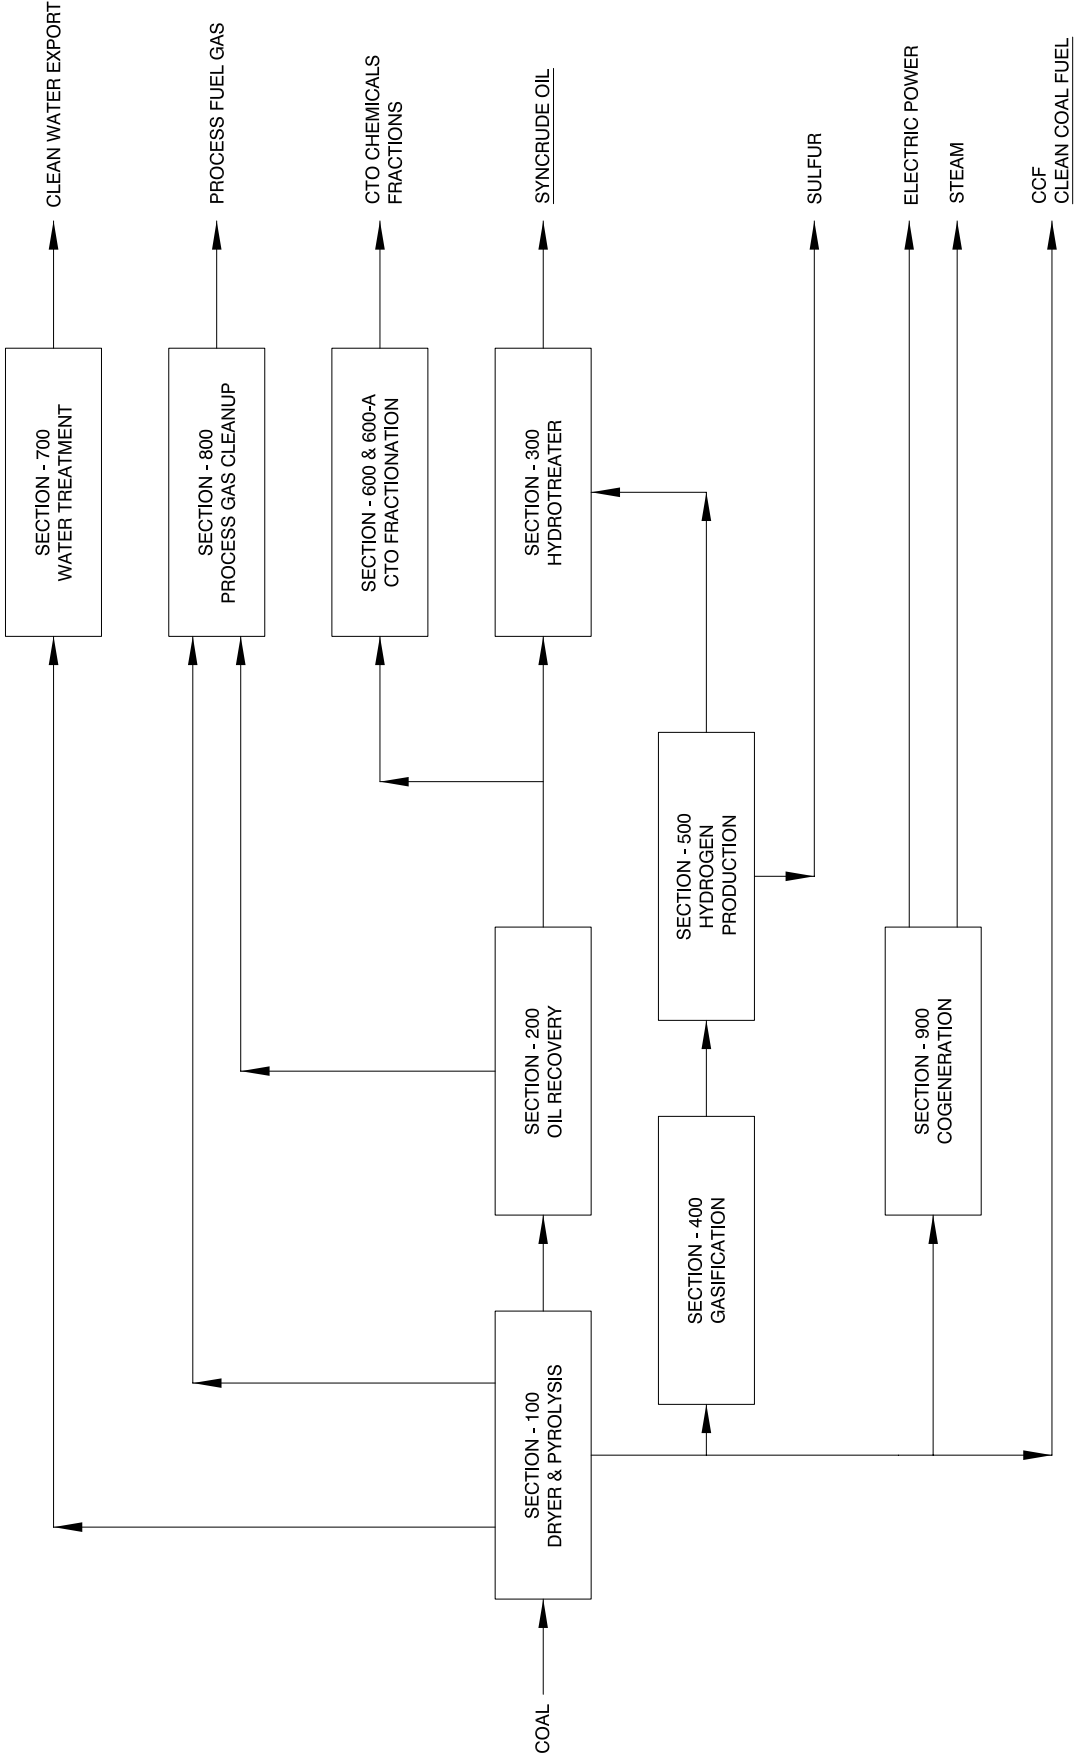 CLEAN WATER EXPORT
PROCESS FUEL GAS
CTO CHEMICALS
FRACTIONS
SYNCRUDE OIL
SULFUR
ELECTRIC POWER
STEAM
CCF
CLEAN COAL FUEL
SECTION - 700
WATER TREATMENT
SECTION - 800
PROCESS GAS CLEANUP
SECTION - 600 & 600-A
CTO FRACTIONATION
SECTION - 300
HYDROTREATER
SECTION - 500
HYDROGEN
PRODUCTION
SECTION - 200
OIL RECOVERY
SECTION - 900
COGENERATION
SECTION - 400
GASIFICATION
SECTION - 100
DRYER & PYROLYSIS
COAL